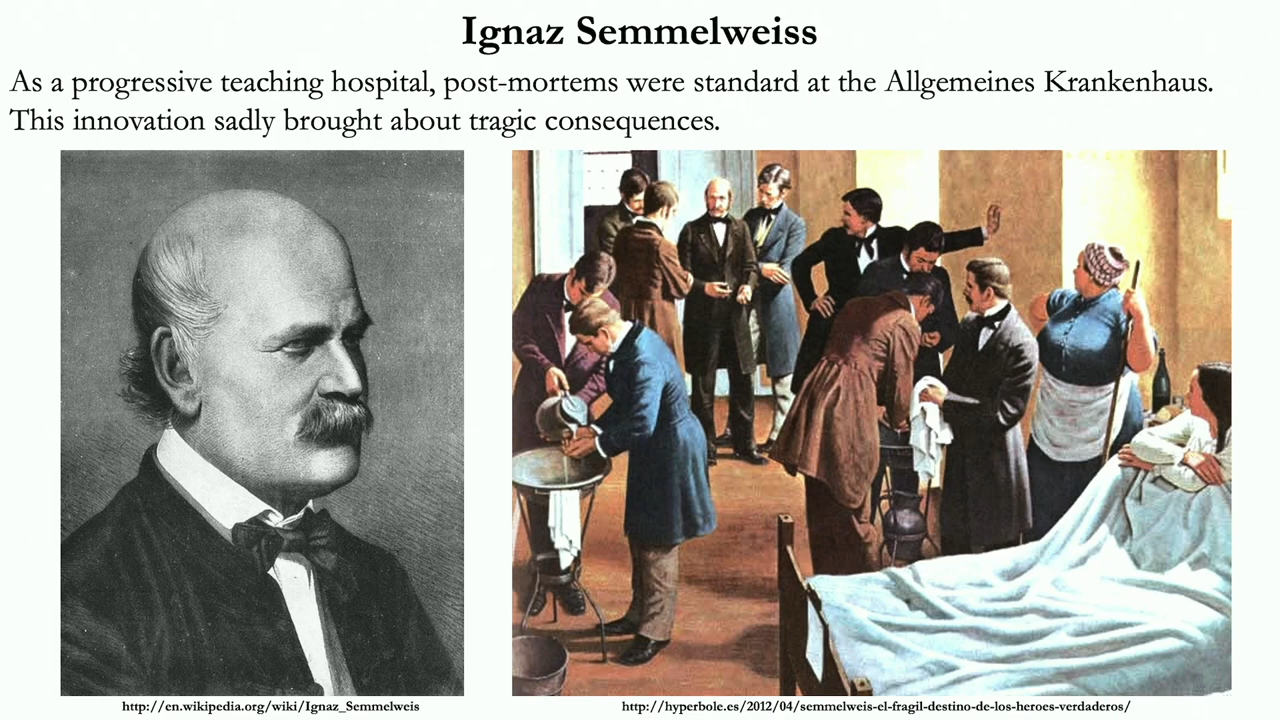 Ignaz Semmelweiss
As a progressive teaching hospital, post-mortems were standard at the Allgemeines Krankenhaus.
This innovation sadly brought about tragic consequences.
http://en.wikipedia.org/wiki/Ignaz_Semmelweis
http://hyperbole.es/2012/04/semmelweis-el-fragil-destino-de-los-heroes-verdaderos/